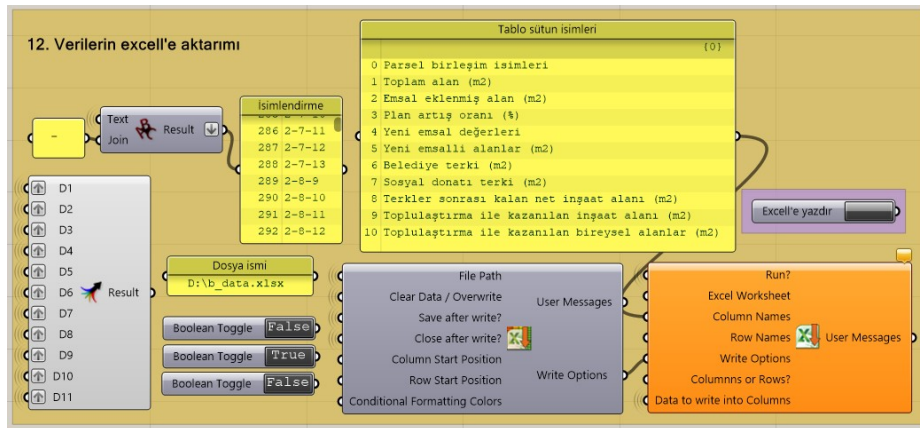 12. Verilerin excell'e aktarımı
Tablo sütun isimleri
{0}
0 Parsel birleşim isimleri
1 Toplam alan (m2)
2 Emsal eklenmiş alan (m2)
3 Plan artış oranı (%)
4 Yeni emsal değerleri
5 Yeni emsalli alanlar (m2)
6 Belediye terki (m2)
7 Sosyal donatı terki (m2)
8 Terkler sonrası kalan net inşaat alanı (m2)
9 Toplulaştırma ile kazanılan inşaat alanı (m2)
10 Toplulaştırma ile kazanılan bireysel alanlar (m2)
-
Text
Join
Result
İsimlendirme
286 2-7-11
287 2-7-12
288 2-7-13
289 2-8-9
290 2-8-10
291 2-8-11
292 2-8-12
Excell'e yazdır
D1
D2
D3
D4
D5
D6
D7
D8
D9
D10
D11
Result
Dosya ismi
D:\b_data.xlsx
Boolean Toggle False
Boolean Toggle True
Boolean Toggle False
File Path
Clear Data / Overwrite
Save after write?
Close after write?
Column Start Position
Row Start Position
Conditional Formatting Colors
User Messages
Write Options
Run?
Excel Worksheet
Column Names
Row Names
Write Options
Columnns or Rows?
Data to write into Columns
User Messages